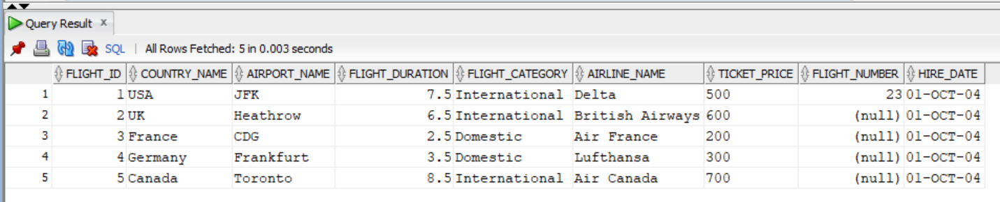 Query Result x
SQL | All Rows Fetched: 5 in 0.003 seconds
FLIGHT_ID COUNTRY_NAME AIRPORT_NAME FLIGHT_DURATION FLIGHT_CATEGORY AIRLINE_NAME TICKET_PRICE FLIGHT_NUMBER HIRE_DATE
1 1 USA JFK 7.5 International Delta 500 23 01-OCT-04
2 2 UK Heathrow 6.5 International British Airways 600 (null) 01-OCT-04
3 3 France CDG 2.5 Domestic Air France 200 (null) 01-OCT-04
4 4 Germany Frankfurt 3.5 Domestic Lufthansa 300 (null) 01-OCT-04
5 5 Canada Toronto 8.5 International Air Canada 700 (null) 01-OCT-04